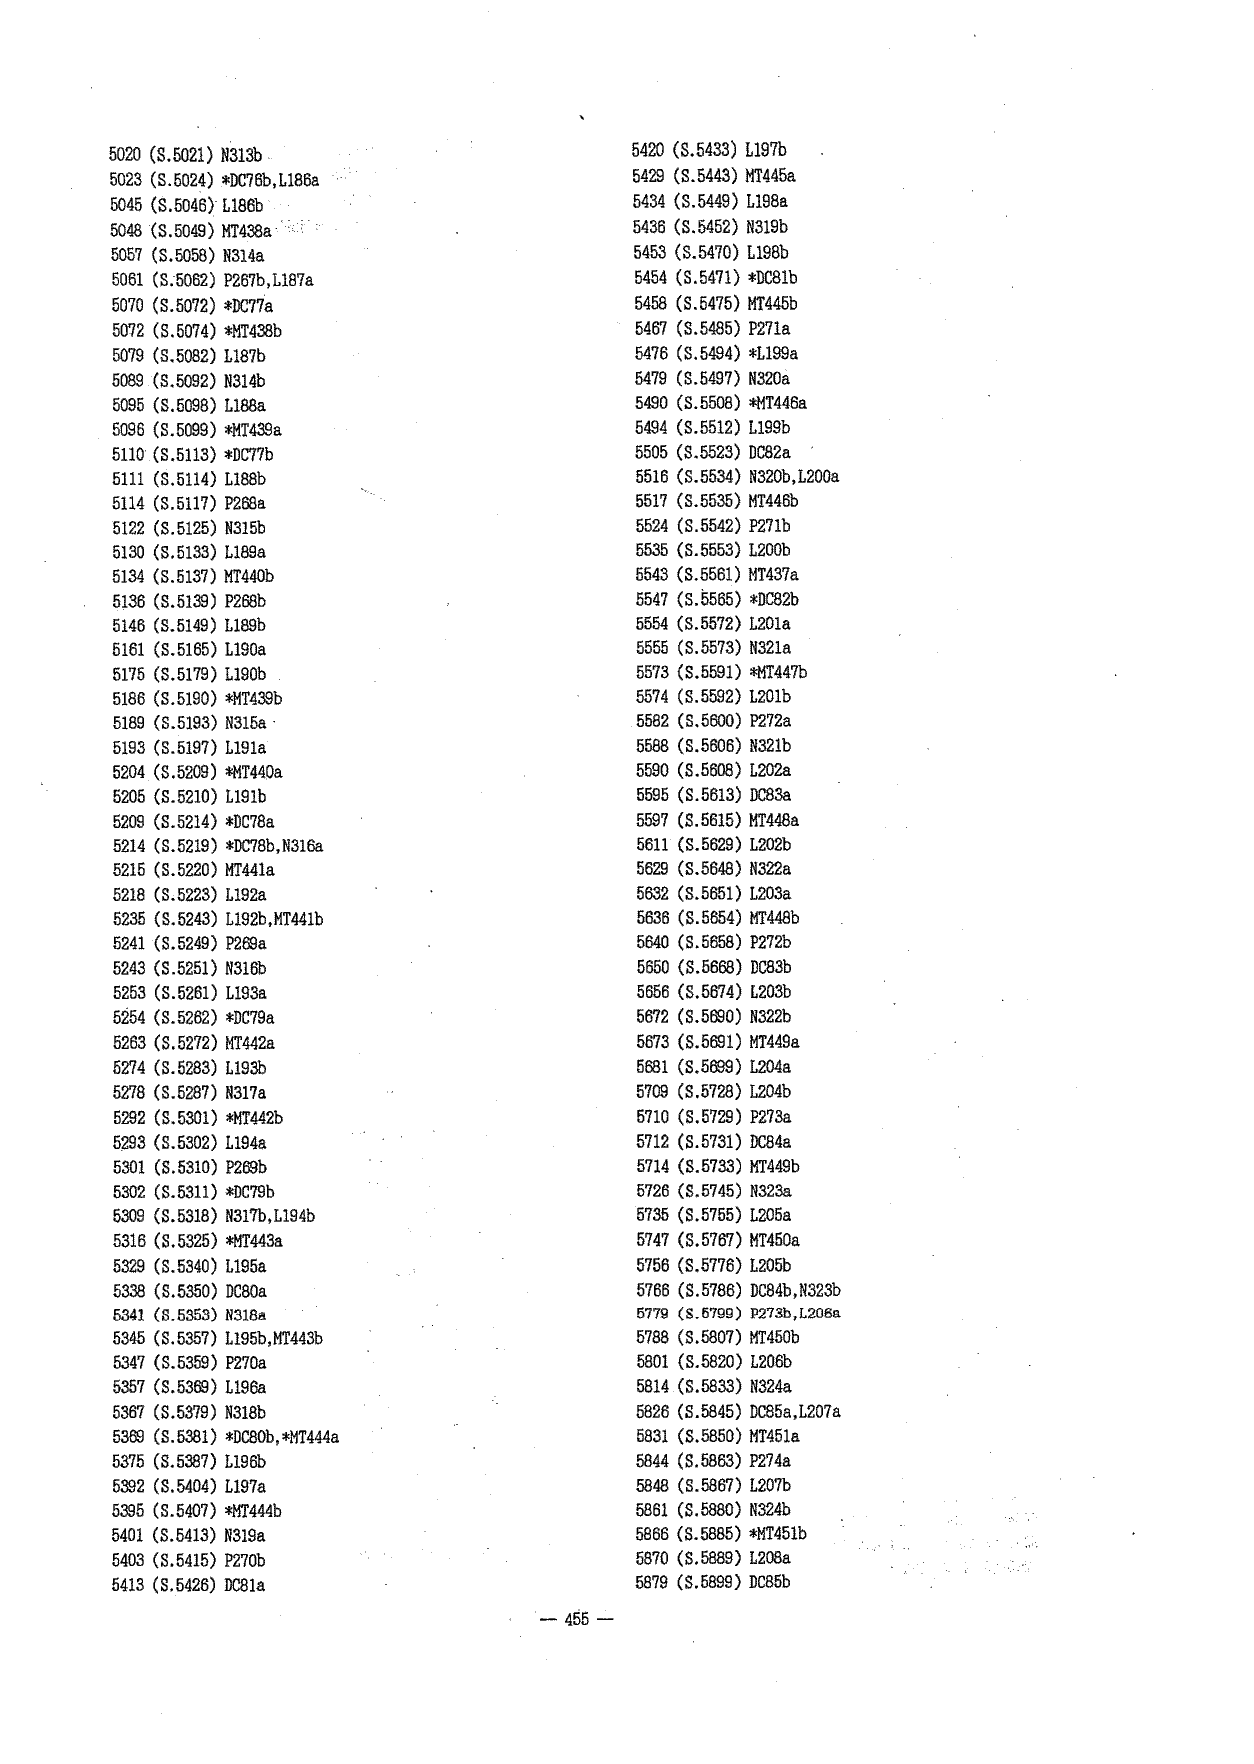 5020 (S.5021) N313b
5023 (S.5024) *DC76b,L186a
5045 (S.5046) L186b
5048 (S.5049) MT438a
5057 (S.5058) N314a
5061 (S.5062) P267b,L187a
5070 (S.5072) *DC77a
5072 (S.5074) *MT438b
5079 (S.5082) L187b
5089 (S.5092) N314b
5095 (S.5098) L188a
5096 (S.5099) *MT439a
5110 (S.5113) *DC77b
5111 (S.5114) L188b
5114 (S.5117) P268a
5122 (S.5125) N315b
5130 (S.5133) L189a
5134 (S.5137) MT440b
5136 (S.5139) P268b
5146 (S.5149) L189b
5161 (S.5165) L190a
5175 (S.5179) L190b
5186 (S.5190) *MT439b
5189 (S.5193) N315a
5193 (S.5197) L191a
5204 (S.5209) *MT440a
5205 (S.5210) L191b
5209 (S.5214) *DC78a
5214 (S.5219) *DC78b,N316a
5215 (S.5220) MT441a
5218 (S.5223) L192a
5235 (S.5243) L192b,MT441b
5241 (S.5249) P269a
5243 (S.5251) N316b
5253 (S.5261) L193a
5254 (S.5262) *DC79a
5263 (S.5272) MT442a
5274 (S.5283) L193b
5278 (S.5287) N317a
5292 (S.5301) *MT442b
5293 (S.5302) L194a
5301 (S.5310) P269b
5302 (S.5311) *DC79b
5309 (S.5318) N317b,L194b
5316 (S.5325) *MT443a
5329 (S.5340) L195a
5338 (S.5350) DC80a
5341 (S.5353) N318a
5345 (S.5357) L195b,MT443b
5347 (S.5359) P270a
5357 (S.5369) L196a
5367 (S.5379) N318b
5369 (S.5381) *DC80b,*MT444a
5375 (S.5387) L196b
5392 (S.5404) L197a
5395 (S.5407) *MT444b
5401 (S.5413) N319a
5403 (S.5415) P270b
5413 (S.5426) DC81a
5420 (S.5433) L197b
5429 (S.5443) MT445a
5434 (S.5449) L198a
5436 (S.5452) N319b
5453 (S.5470) L198b
5454 (S.5471) *DC81b
5458 (S.5475) MT445b
5467 (S.5485) P271a
5476 (S.5494) *L199a
5479 (S.5497) N320a
5490 (S.5508) *MT446a
5494 (S.5512) L199b
5505 (S.5523) DC82a
5516 (S.5534) N320b,L200a
5517 (S.5535) MT446b
5524 (S.5542) P271b
5535 (S.5553) L200b
5543 (S.5561) MT437a
5547 (S.5565) *DC82b
5554 (S.5572) L201a
5555 (S.5573) N321a
5573 (S.5591) *MT447b
5574 (S.5592) L201b
5582 (S.5600) P272a
5588 (S.5606) N321b
5590 (S.5608) L202a
5595 (S.5613) DC83a
5597 (S.5615) MT448a
5611 (S.5629) L202b
5629 (S.5648) N322a
5632 (S.5651) L203a
5636 (S.5654) MT448b
5640 (S.5658) P272b
5650 (S.5668) DC83b
5656 (S.5674) L203b
5672 (S.5690) N322b
5673 (S.5691) MT449a
5681 (S.5699) L204a
5709 (S.5728) L204b
5710 (S.5729) P273a
5712 (S.5731) DC84a
5714 (S.5733) MT449b
5726 (S.5745) N323a
5735 (S.5755) L205a
5747 (S.5767) MT450a
5756 (S.5776) L205b
5766 (S.5786) DC84b,N323b
5779 (S.5799) P273b,L206a
5788 (S.5807) MT450b
5801 (S.5820) L206b
5814 (S.5833) N324a
5826 (S.5845) DC85a,L207a
5831 (S.5850) MT451a
5844 (S.5863) P274a
5848 (S.5867) L207b
5861 (S.5880) N324b
5866 (S.5885) *MT451b
5870 (S.5889) L208a
5879 (S.5899) DC85b
— 455 —